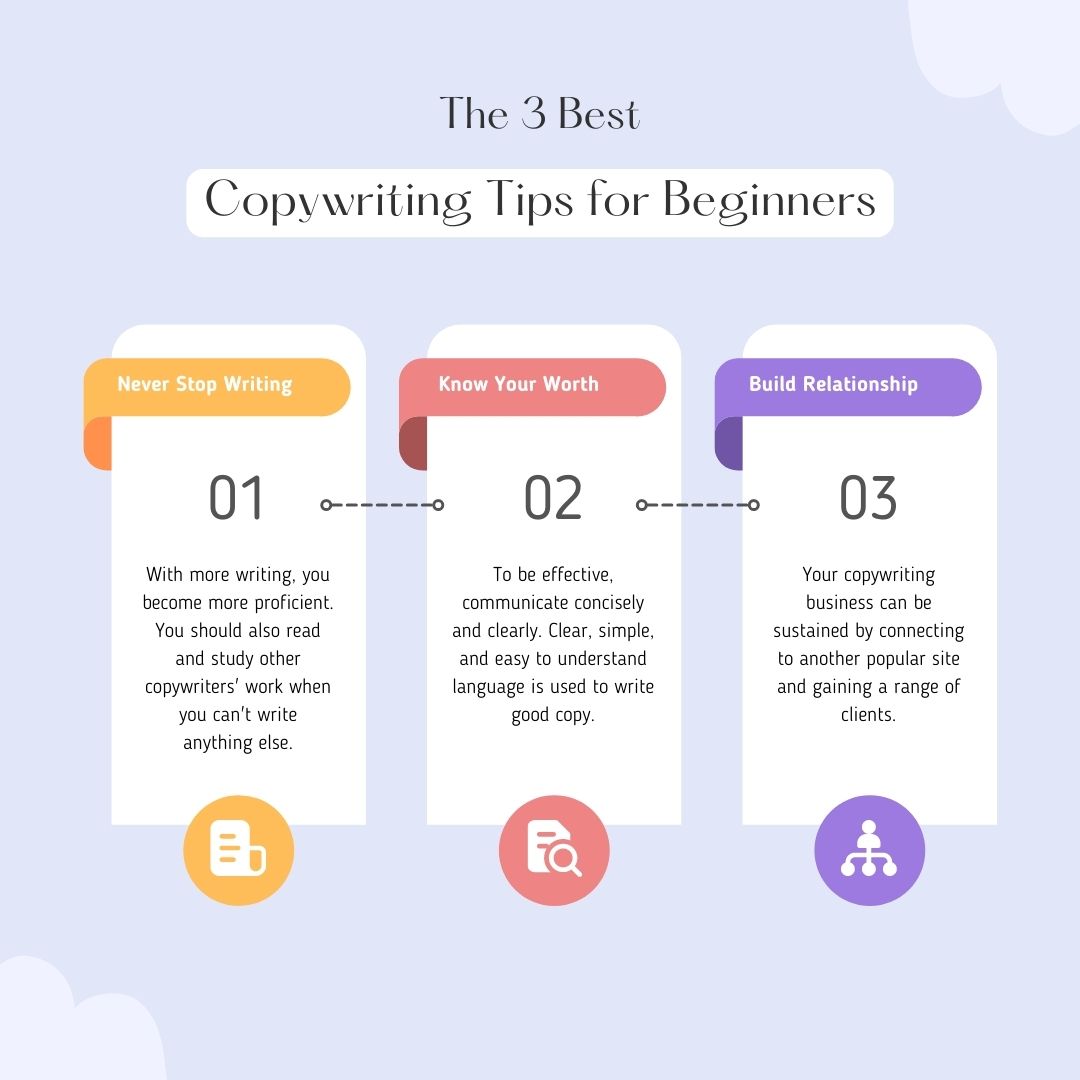 The 3 Best
Copywriting Tips for Beginners
Never Stop Writing
01
With more writing, you
become more proficient.
You should also read
and study other
copywriters' work when
you can't write
anything else.
Know Your Worth
02
To be effective,
communicate concisely
and clearly. Clear, simple,
and easy to understand
language is used to write
good copy.
Build Relationship
03
Your copywriting
business can be
sustained by connecting
to another popular site
and gaining a range of
clients.